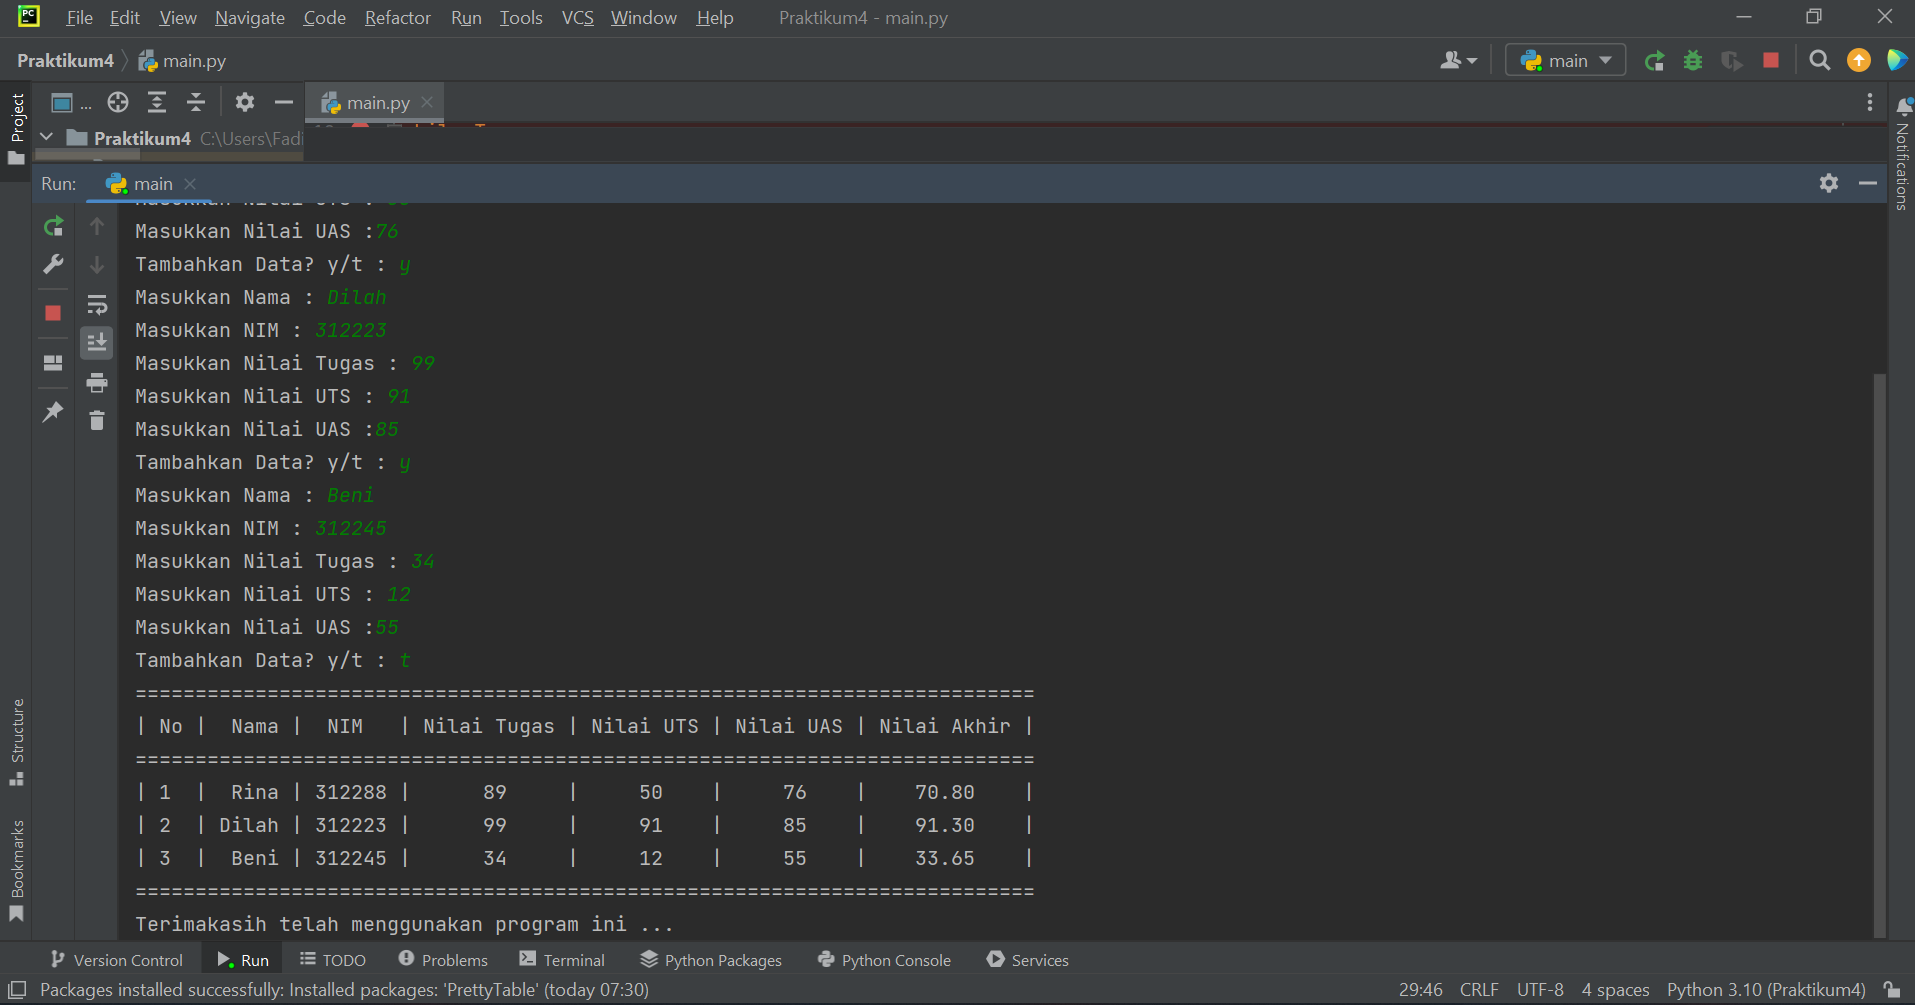 PC File Edit View Navigate Code Refactor Run Tools VCS Window Help Praktikum4 - main.py
Praktikum4 main.py main
Project ... main.py
Praktikum4 C:\Users\Fadi
Run: main
Notifications
Masukkan Nilai UTS :
Masukkan Nilai UAS :76
Tambahkan Data? y/t : y
Masukkan Nama : Dilah
Masukkan NIM : 312223
Masukkan Nilai Tugas : 99
Masukkan Nilai UTS : 91
Masukkan Nilai UAS :85
Tambahkan Data? y/t : y
Masukkan Nama : Beni
Masukkan NIM : 312245
Masukkan Nilai Tugas : 34
Masukkan Nilai UTS : 12
Masukkan Nilai UAS :55
Tambahkan Data? y/t : t
===========================================================================
| No |  Nama |  NIM   | Nilai Tugas | Nilai UTS | Nilai UAS | Nilai Akhir |
===========================================================================
| 1  |  Rina | 312288 |      89     |     50    |     76    |    70.80    |
| 2  | Dilah | 312223 |      99     |     91    |     85    |    91.30    |
| 3  |  Beni | 312245 |      34     |     12    |     55    |    33.65    |
===========================================================================
Terimakasih telah menggunakan program ini ...
Structure
Bookmarks
Version Control Run TODO Problems Terminal Python Packages Python Console Services
Packages installed successfully: Installed packages: 'PrettyTable' (today 07:30) 29:46 CRLF UTF-8 4 spaces Python 3.10 (Praktikum4)